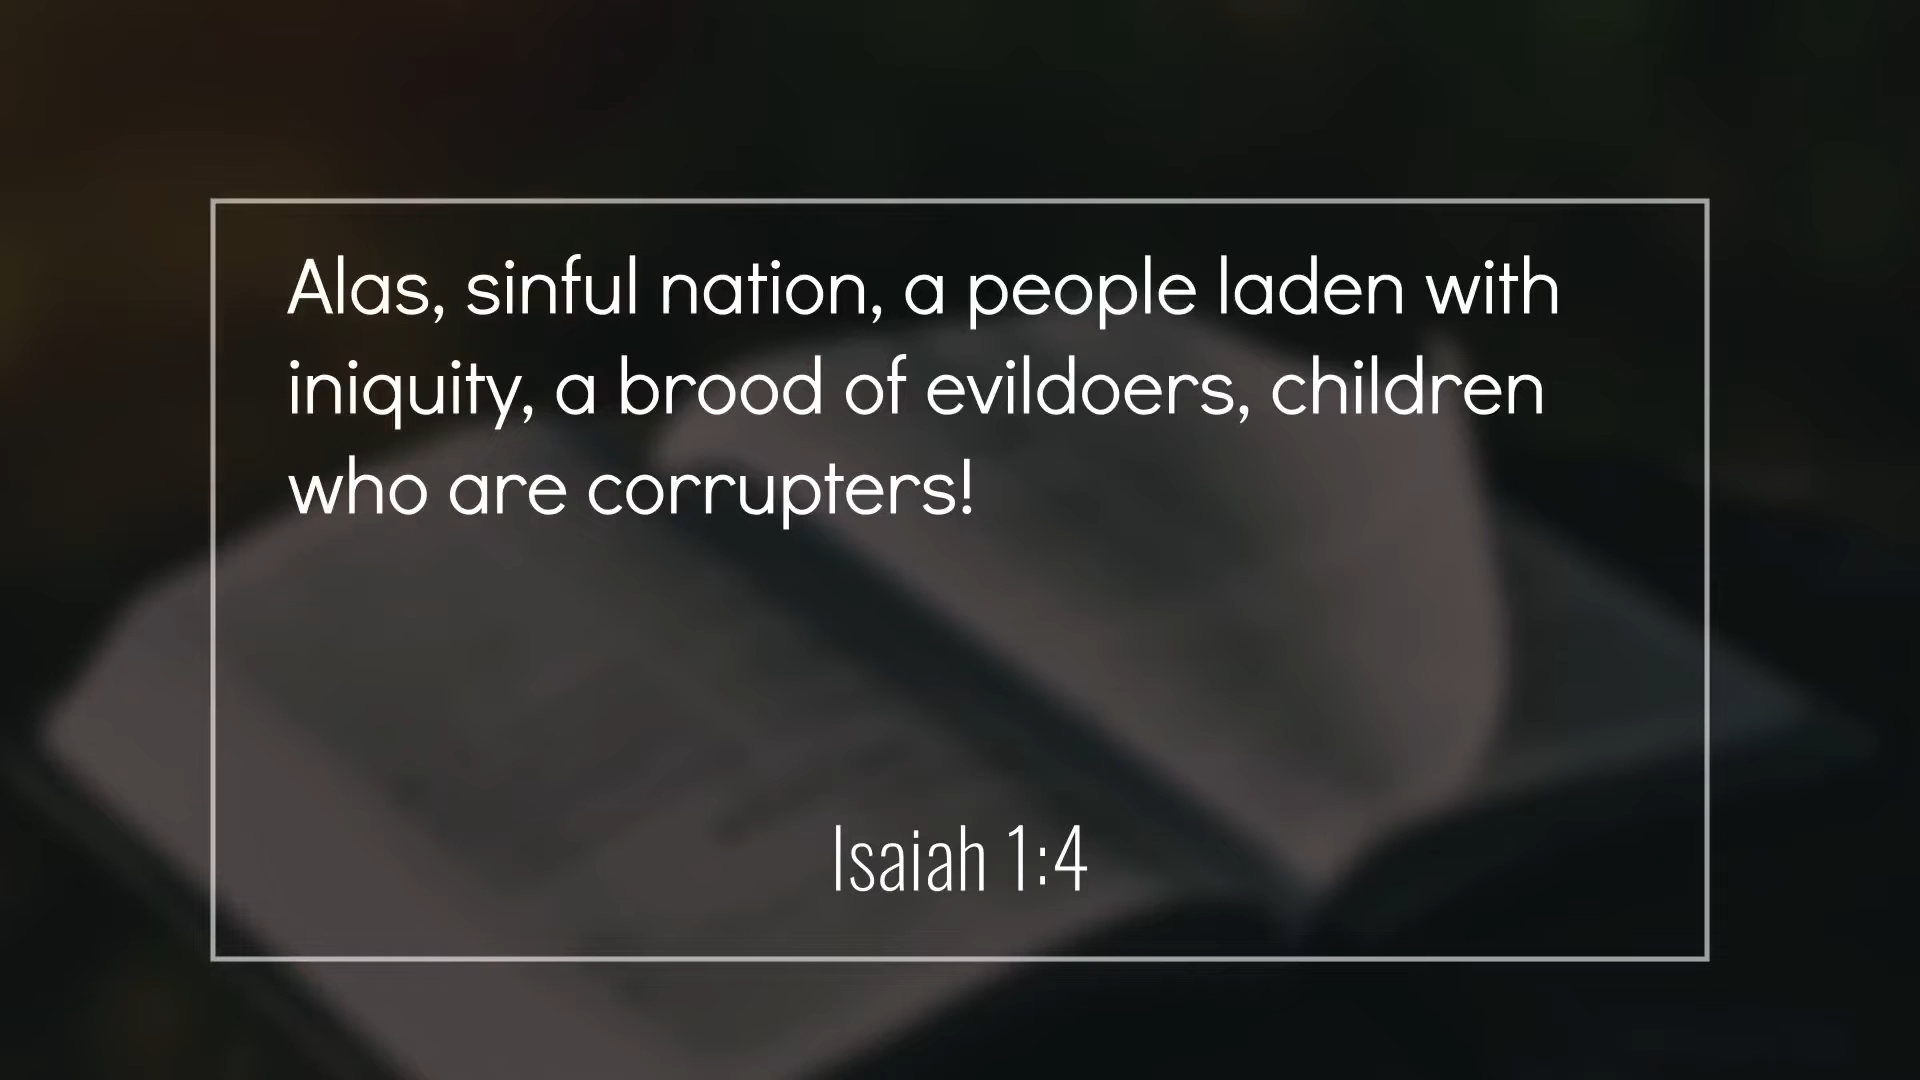 Alas, sinful nation, a people laden with
iniquity, a brood of evildoers, children
who are corrupters!
Isaiah 1:4